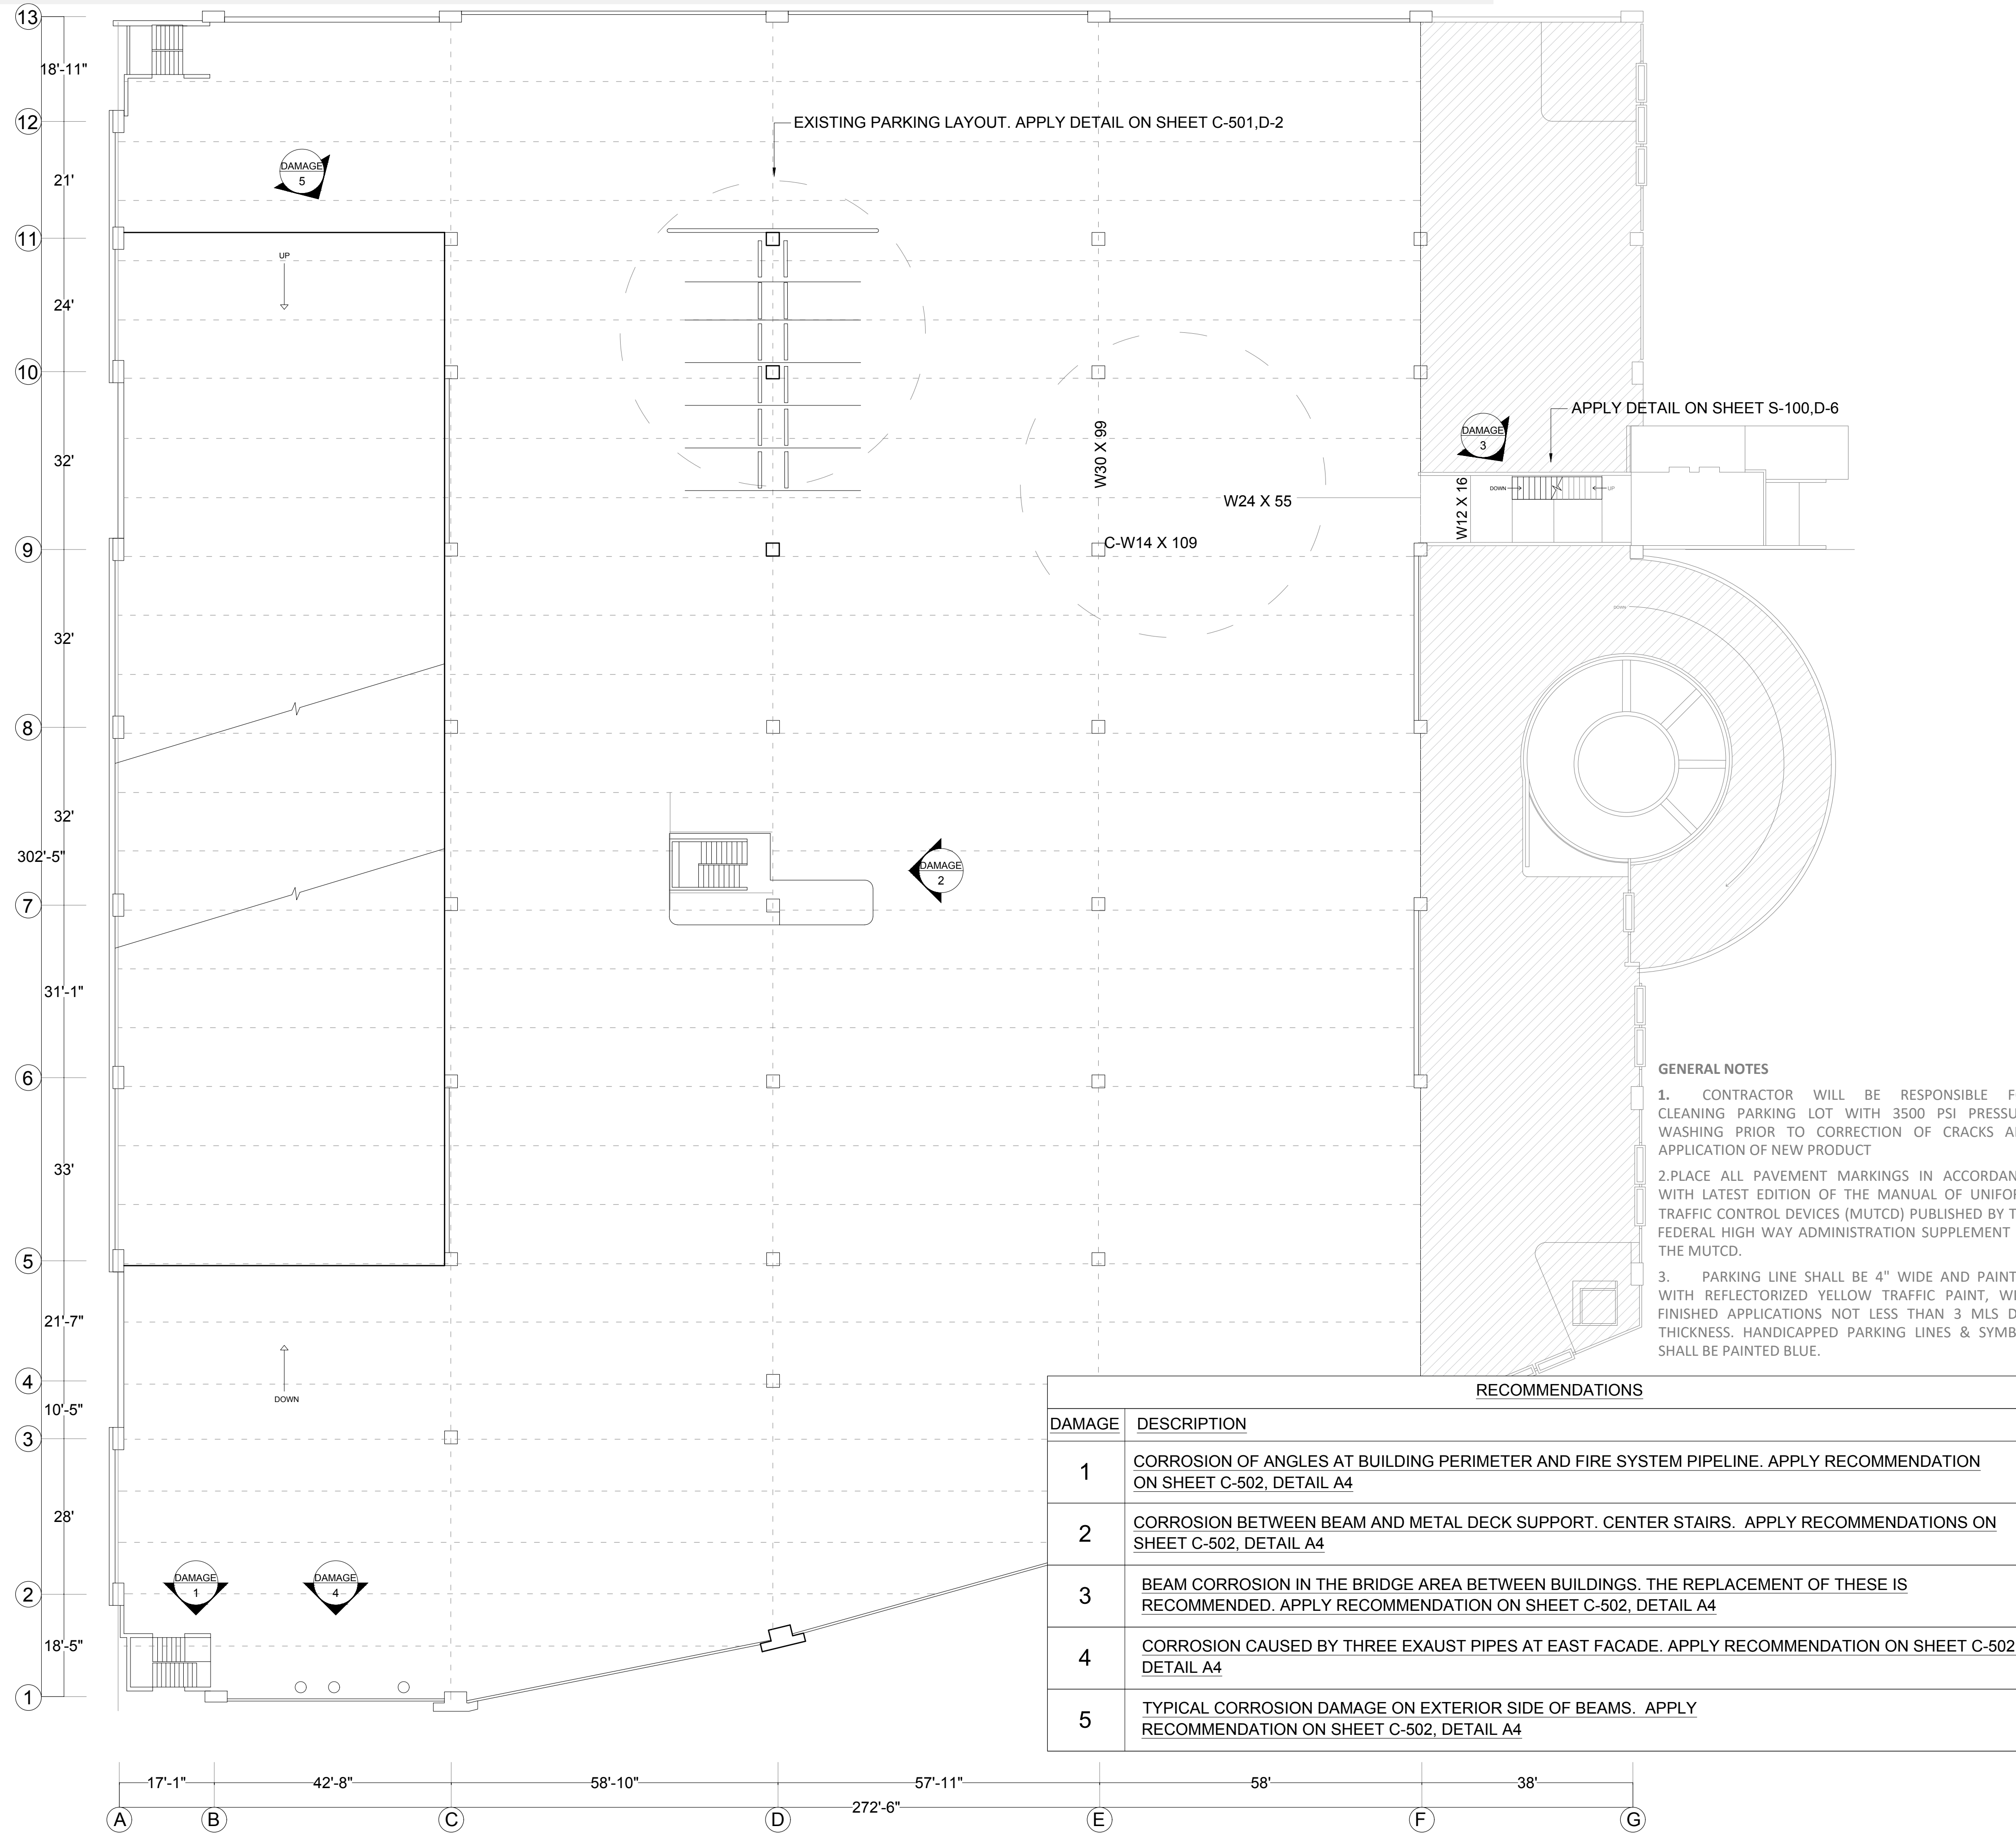 13
18'-11"
12
EXISTING PARKING LAYOUT. APPLY DETAIL ON SHEET C-501,D-2
DAMAGE
5
21'
11
UP
24'
10
APPLY DETAIL ON SHEET S-100,D-6
DAMAGE
3
32'
W30 X 99
W24 X 55
W12 X 16
DOWN
UP
9
C-W14 X 109
DOWN
32'
8
32'
302'-5"
DAMAGE
2
7
31'-1"
6
GENERAL NOTES
1. CONTRACTOR WILL BE RESPONSIBLE
CLEANING PARKING LOT WITH 3500 PSI
WASHING PRIOR TO CORRECTION OF CRACKS
APPLICATION OF NEW PRODUCT
2.PLACE ALL PAVEMENT MARKINGS IN
WITH LATEST EDITION OF THE MANUAL OF
TRAFFIC CONTROL DEVICES (MUTCD) PUBLISHED BY
FEDERAL HIGH WAY ADMINISTRATION SUPPLEMENT
THE MUTCD.
3. PARKING LINE SHALL BE 4" WIDE AND
WITH REFLECTORIZED YELLOW TRAFFIC PAINT,
FINISHED APPLICATIONS NOT LESS THAN 3 MLS
THICKNESS. HANDICAPPED PARKING LINES &
SHALL BE PAINTED BLUE.
33'
5
21'-7"
4
DOWN
10'-5"
3
RECOMMENDATIONS
DAMAGE DESCRIPTION
1 CORROSION OF ANGLES AT BUILDING PERIMETER AND FIRE SYSTEM PIPELINE. APPLY RECOMMENDATION
ON SHEET C-502, DETAIL A4
2 CORROSION BETWEEN BEAM AND METAL DECK SUPPORT. CENTER STAIRS. APPLY RECOMMENDATIONS ON
SHEET C-502, DETAIL A4
3 BEAM CORROSION IN THE BRIDGE AREA BETWEEN BUILDINGS. THE REPLACEMENT OF THESE IS
RECOMMENDED. APPLY RECOMMENDATION ON SHEET C-502, DETAIL A4
4 CORROSION CAUSED BY THREE EXAUST PIPES AT EAST FACADE. APPLY RECOMMENDATION ON SHEET C-502
DETAIL A4
5 TYPICAL CORROSION DAMAGE ON EXTERIOR SIDE OF BEAMS. APPLY
RECOMMENDATION ON SHEET C-502, DETAIL A4
28'
DAMAGE
1
DAMAGE
4
2
18'-5"
1
17'-1" 42'-8" 58'-10" 57'-11" 58' 38'
272'-6"
A B C D E F G